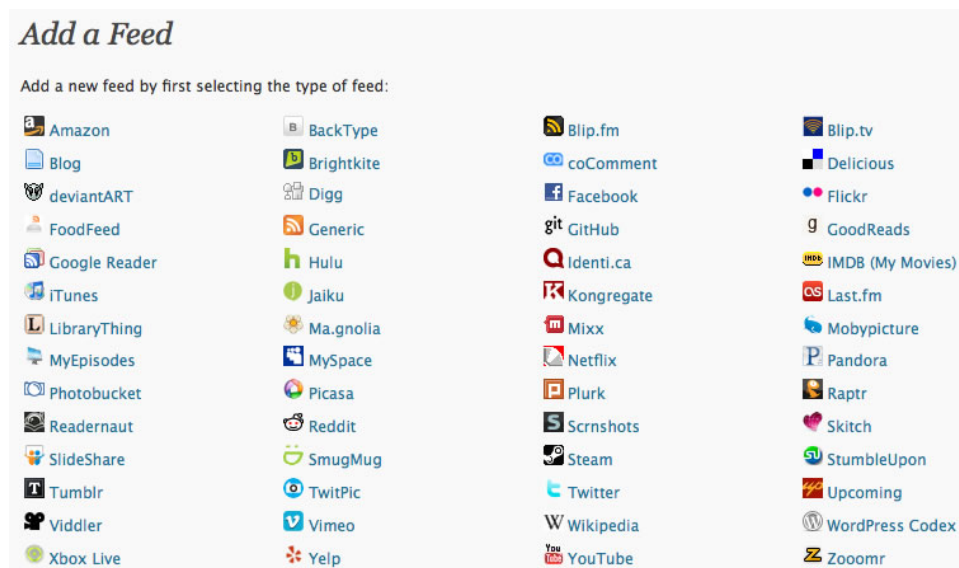 Add a Feed
Add a new feed by first selecting the type of feed:
Amazon BackType Blip.fm Blip.tv
Blog Brightkite coComment Delicious
deviantART Digg Facebook Flickr
FoodFeed Generic GitHub GoodReads
Google Reader Hulu Identi.ca IMDB (My Movies)
iTunes Jaiku Kongregate Last.fm
LibraryThing Ma.gnolia Mixx Mobypicture
MyEpisodes MySpace Netflix Pandora
Photobucket Picasa Plurk Raptr
Readernaut Reddit Scrnshots Skitch
SlideShare SmugMug Steam StumbleUpon
Tumblr TwitPic Twitter Upcoming
Viddler Vimeo Wikipedia WordPress Codex
Xbox Live Yelp YouTube Zooomr